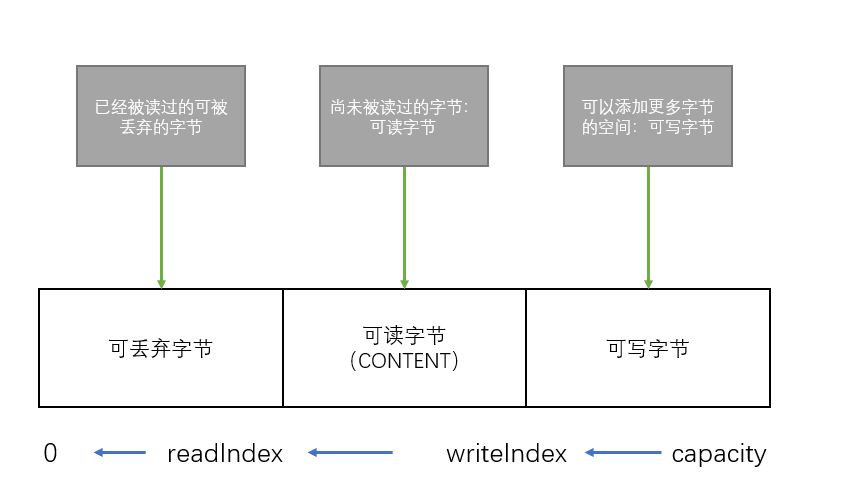 已经被读过的可被
丢弃的字节
尚未被读过的字节：
可读字节
可以添加更多字节
的空间：可写字节
可丢弃字节
可读字节
（CONTENT）
可写字节
0 readIndex writeIndex capacity